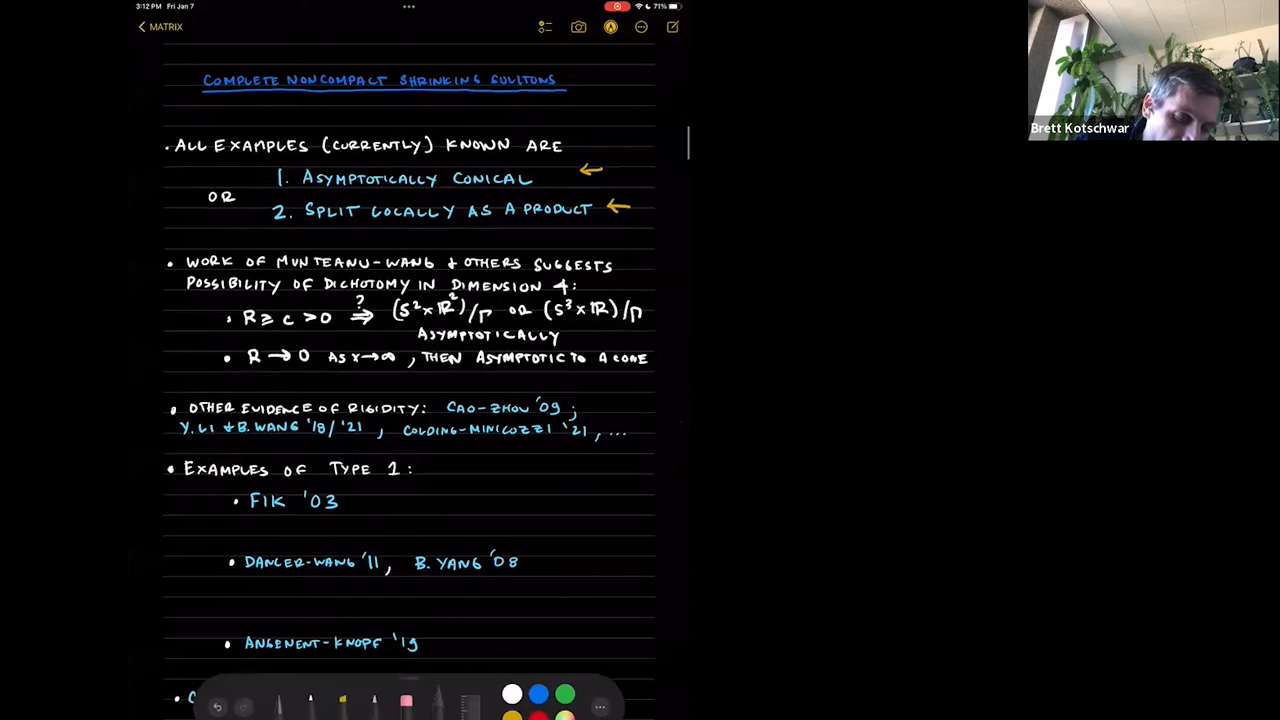 3:12 PM Fri Jan 7
71%
MATRIX
Brett Kotschwar
COMPLETE NONCOMPACT SHRINKING SOLITONS
• ALL EXAMPLES (CURRENTLY) KNOWN ARE
1. ASYMPTOTICALLY CONICAL ←
OR
2. SPLIT LOCALLY AS A PRODUCT ←
• WORK OF MUNTEANU-WANG + OTHERS SUGGESTS
POSSIBILITY OF DICHOTOMY IN DIMENSION 4:
• R ≥ c > 0 ?⇒ (S²×ℝ²)/Γ OR (S³×ℝ)/Γ
ASYMPTOTICALLY
• R → 0 AS x→∞, THEN ASYMPTOTIC TO A CONE
• OTHER EVIDENCE OF RIGIDITY: CAO-ZHOU '09;
Y. LI + B. WANG '18/'21, COLDING-MINICOZZI '21, ...
• EXAMPLES OF TYPE 1:
• FIK '03
• DANCER-WANG '11, B. YANG '08
• ANGENENT-KNOPF '19